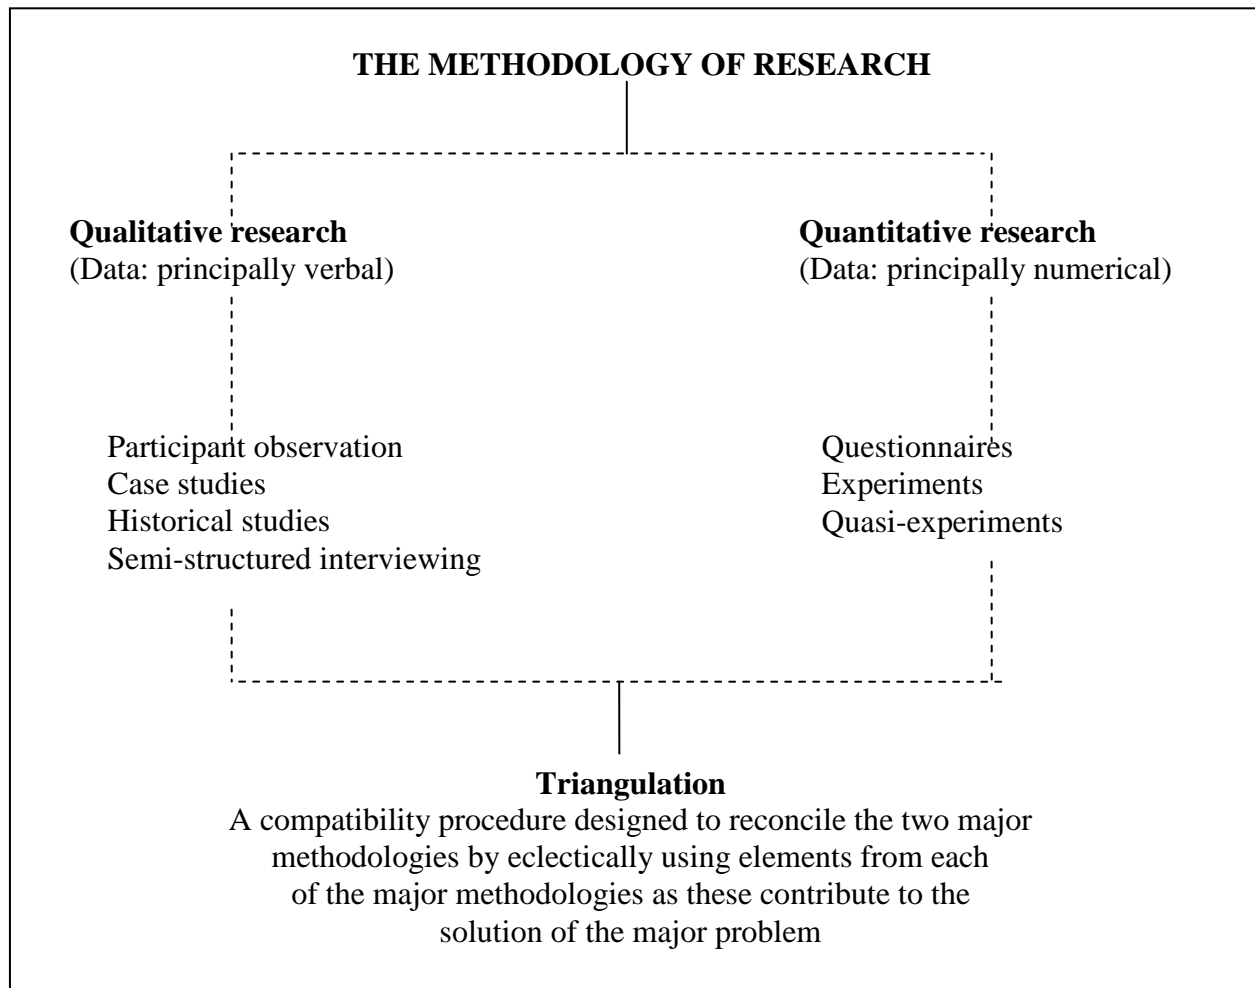 THE METHODOLOGY OF RESEARCH
Qualitative research
(Data: principally verbal)
Quantitative research
(Data: principally numerical)
Participant observation
Case studies
Historical studies
Semi-structured interviewing
Questionnaires
Experiments
Quasi-experiments
Triangulation
A compatibility procedure designed to reconcile the two major
methodologies by eclectically using elements from each
of the major methodologies as these contribute to the
solution of the major problem